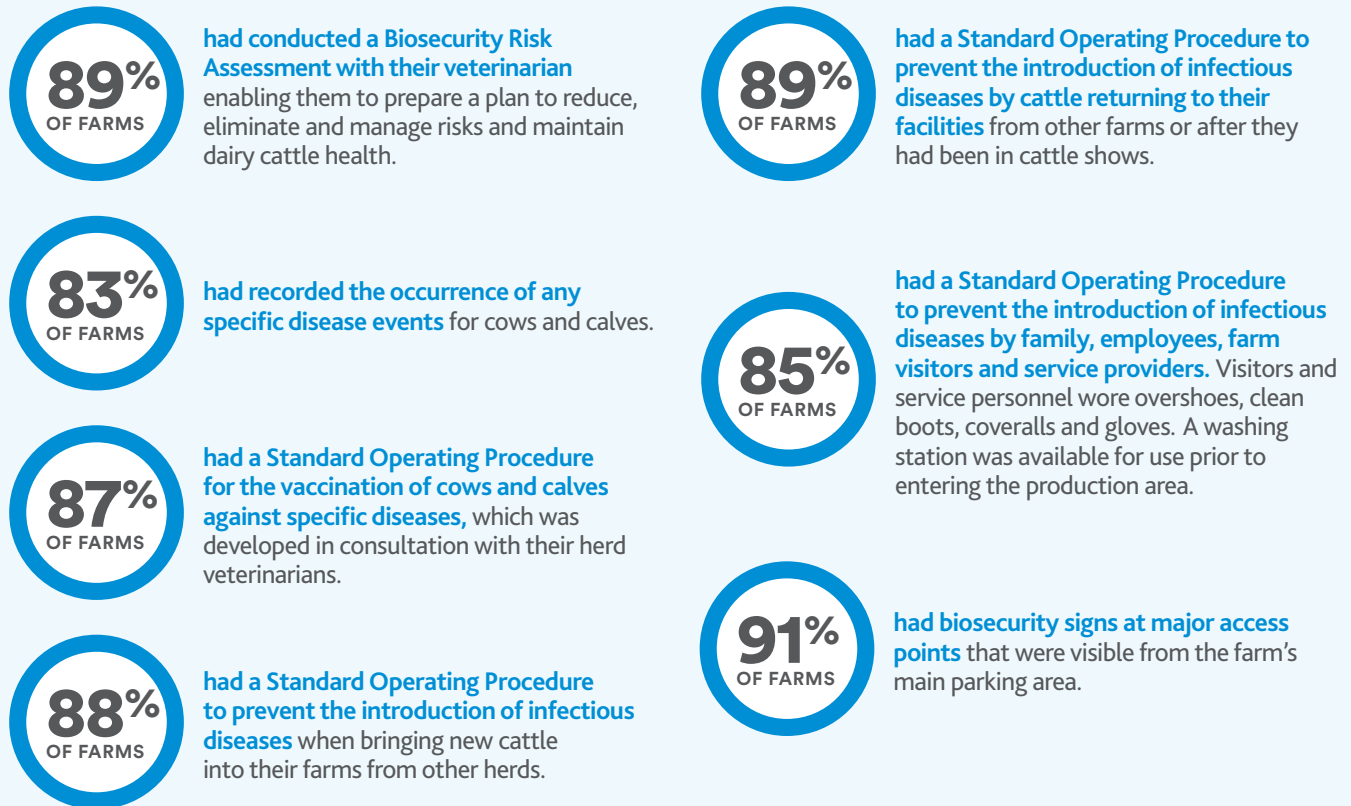 89%
OF FARMS
had conducted a Biosecurity Risk
Assessment with their veterinarian
enabling them to prepare a plan to reduce,
eliminate and manage risks and maintain
dairy cattle health.
83%
OF FARMS
had recorded the occurrence of any
specific disease events for cows and calves.
87%
OF FARMS
had a Standard Operating Procedure
for the vaccination of cows and calves
against specific diseases, which was
developed in consultation with their herd
veterinarians.
88%
OF FARMS
had a Standard Operating Procedure
to prevent the introduction of infectious
diseases when bringing new cattle
into their farms from other herds.
89%
OF FARMS
had a Standard Operating Procedure to
prevent the introduction of infectious
diseases by cattle returning to their
facilities from other farms or after they
had been in cattle shows.
85%
OF FARMS
had a Standard Operating Procedure
to prevent the introduction of infectious
diseases by family, employees, farm
visitors and service providers. Visitors and
service personnel wore overshoes, clean
boots, coveralls and gloves. A washing
station was available for use prior to
entering the production area.
91%
OF FARMS
had biosecurity signs at major access
points that were visible from the farm’s
main parking area.